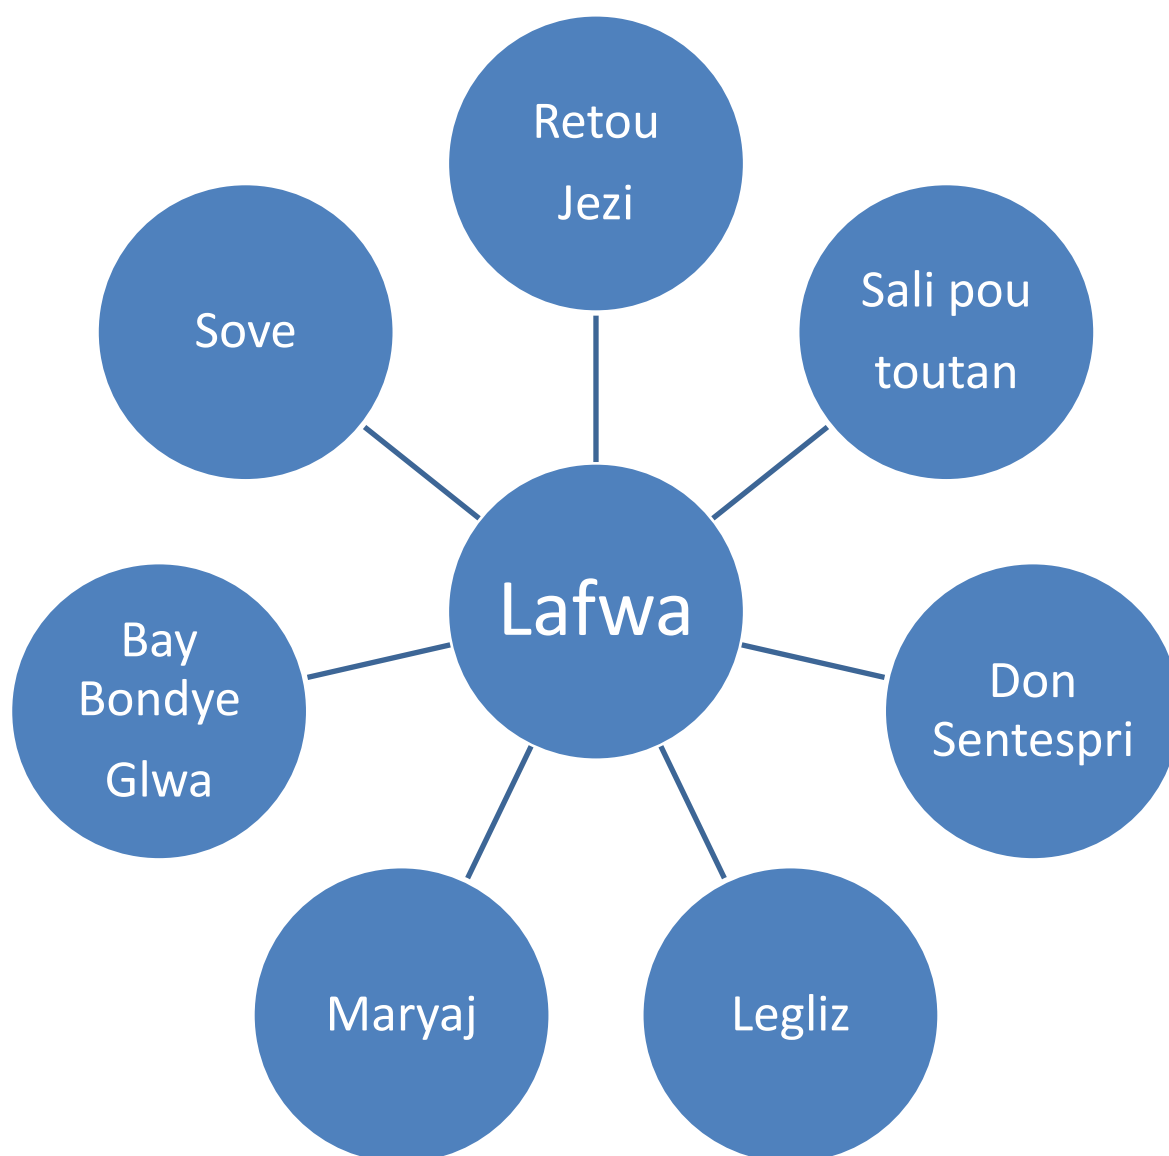 Retou
Jezi
Sali pou
toutan
Sove
Lafwa
Don
Sentespri
Bay
Bondye
Glwa
Legliz
Maryaj